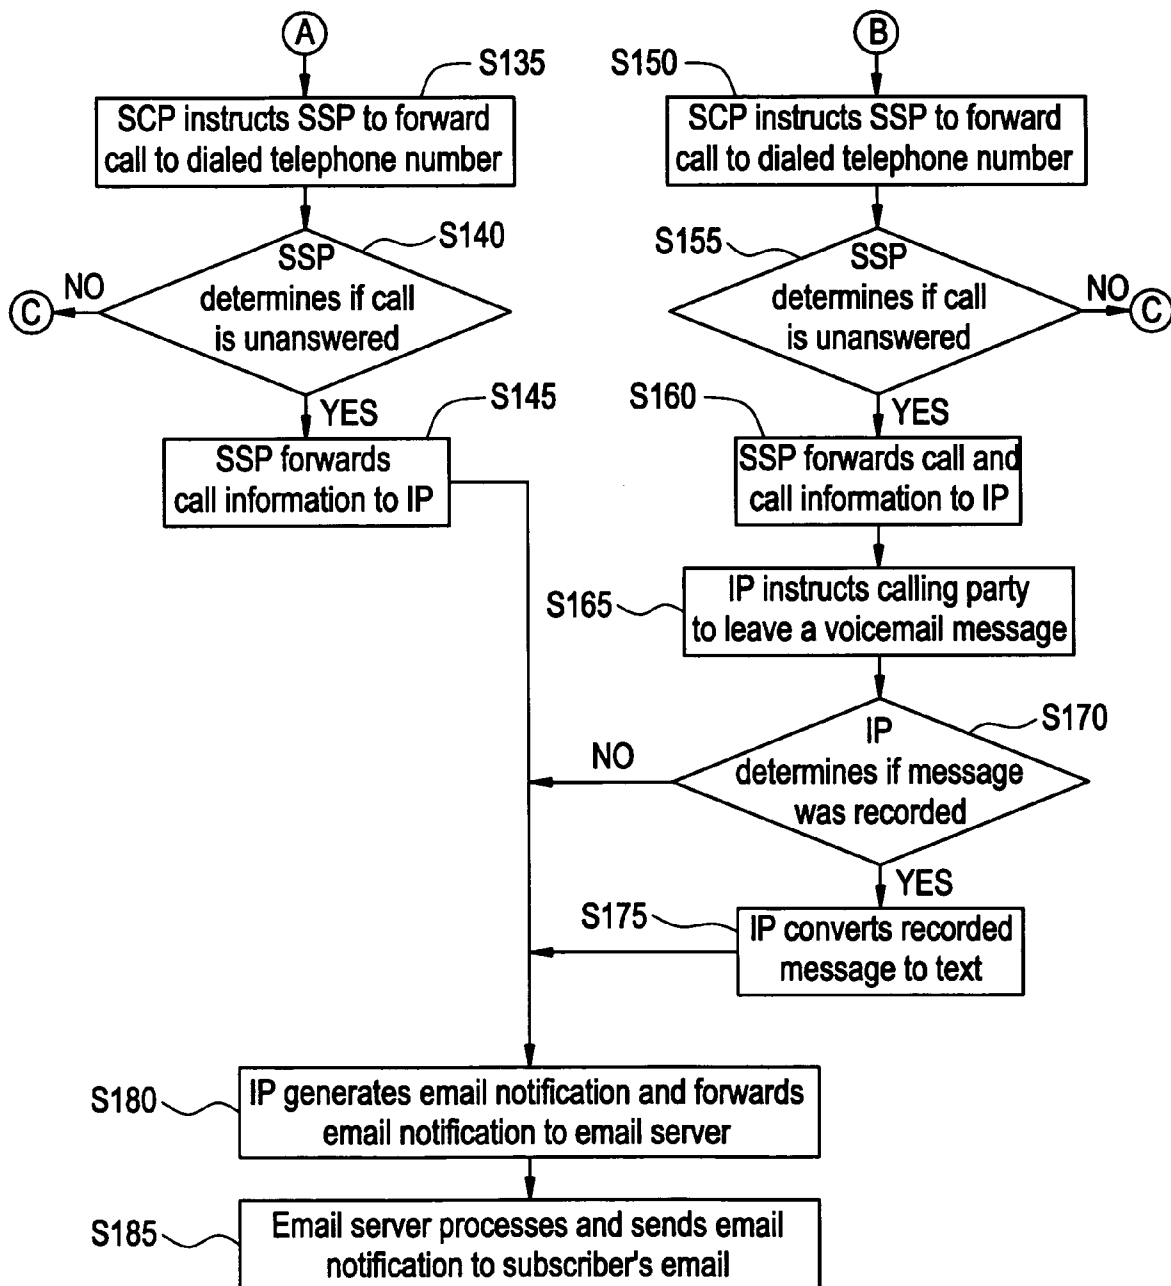 A
S135
SCP instructs SSP to forward
call to dialed telephone number
S140
SSP
determines if call
is unanswered
NO
C
YES
S145
SSP forwards
call information to IP
B
S150
SCP instructs SSP to forward
call to dialed telephone number
S155
SSP
determines if call
is unanswered
NO
C
YES
S160
SSP forwards call and
call information to IP
S165
IP instructs calling party
to leave a voicemail message
S170
IP
determines if message
was recorded
NO
YES
S175
IP converts recorded
message to text
S180
IP generates email notification and forwards
email notification to email server
S185
Email server processes and sends email
notification to subscriber's email